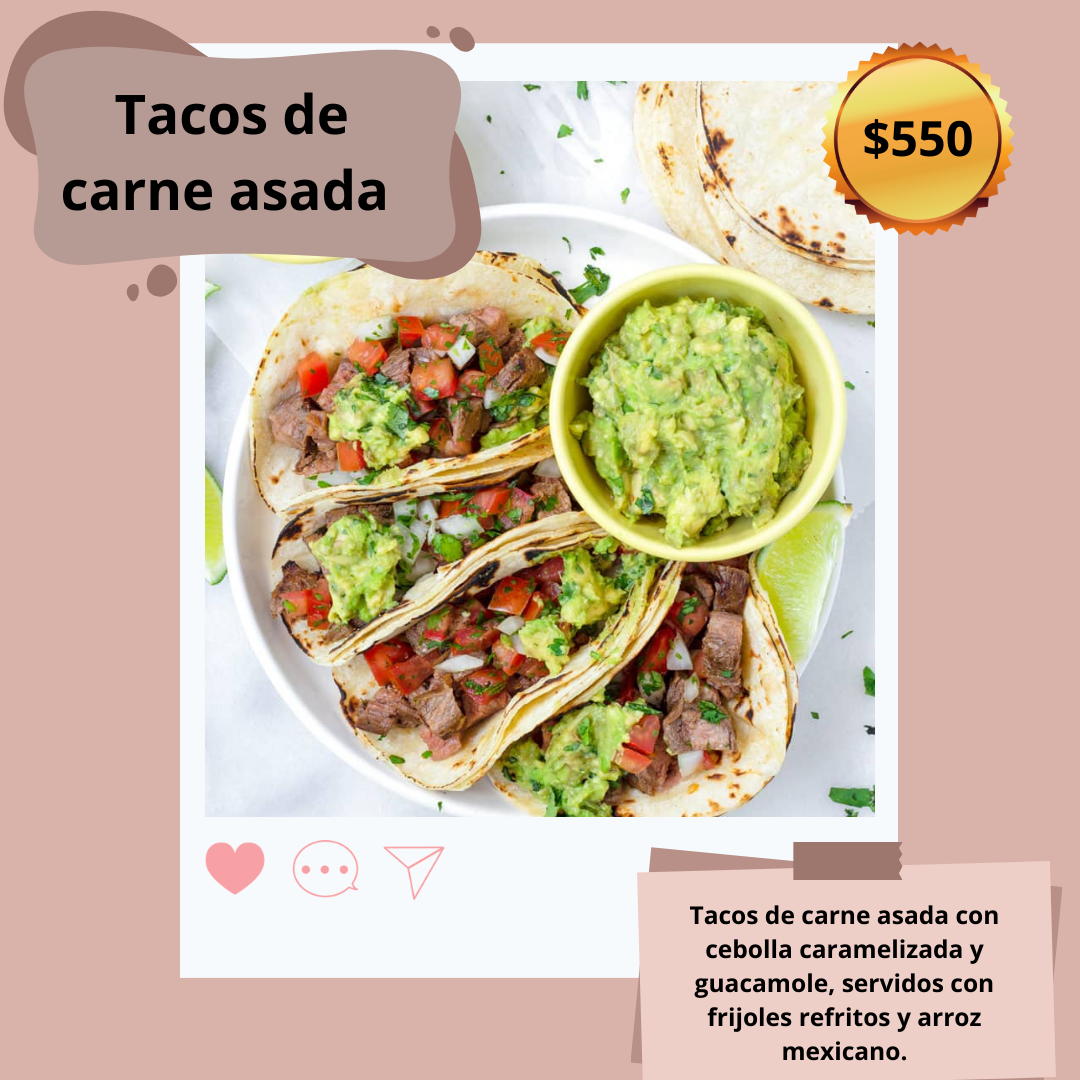 Tacos de
carne asada
$550
Tacos de carne asada con
cebolla caramelizada y
guacamole, servidos con
frijoles refritos y arroz
mexicano.